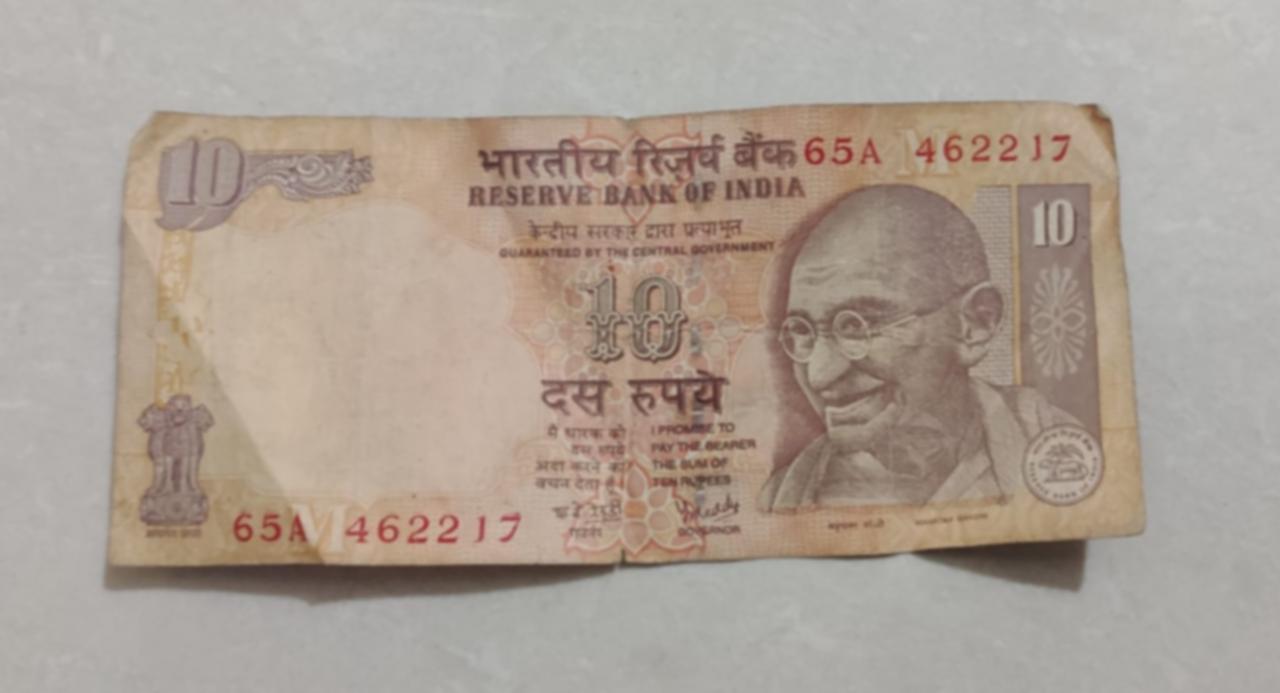 10
भारतीय रिज़र्व बैंक 65A M 462217
RESERVE BANK OF INDIA
केन्दीय सरकार द्वारा प्रत्याभूत
GUARANTEED BY THE CENTRAL GOVERNMENT
10
10
दस रुपये
मैं धारक को I PROMISE TO
दस रुपये PAY THE BEARER
अदा करने का THE SUM OF
वचन देता हूँ TEN RUPEES
गवर्नर GOVERNOR
65A M 462217